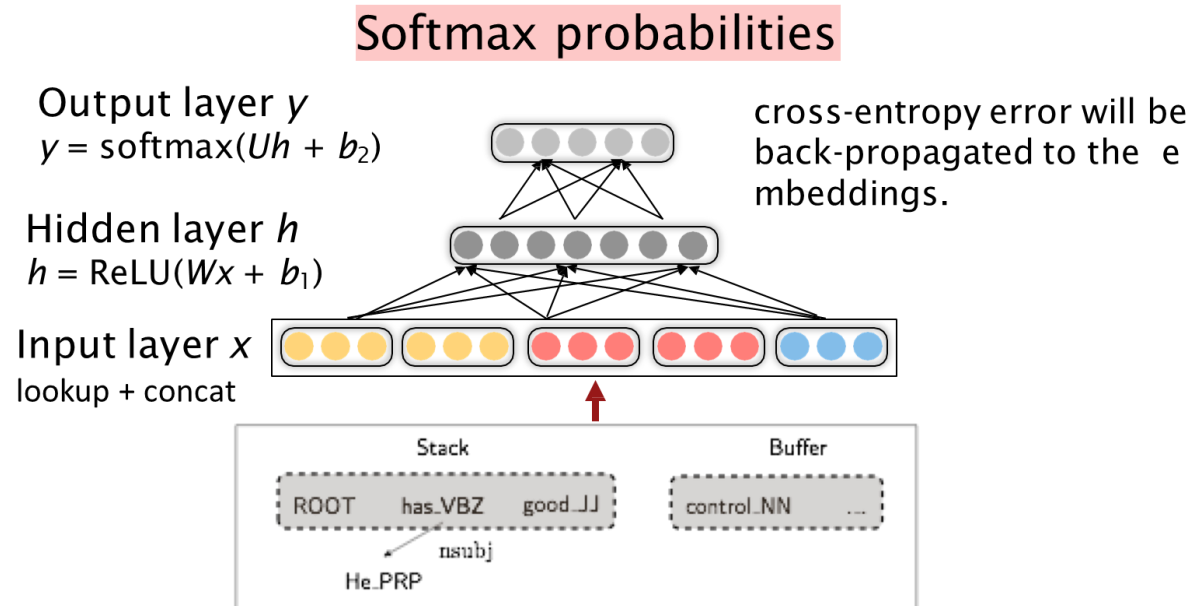 Softmax probabilities
Output layer y
y = softmax(Uh + b₂)
cross-entropy error will be
back-propagated to the e
mbeddings.
Hidden layer h
h = ReLU(Wx + b₁)
Input layer x
lookup + concat
Stack
Buffer
ROOT has_VBZ good_JJ
control_NN ...
nsubj
He_PRP